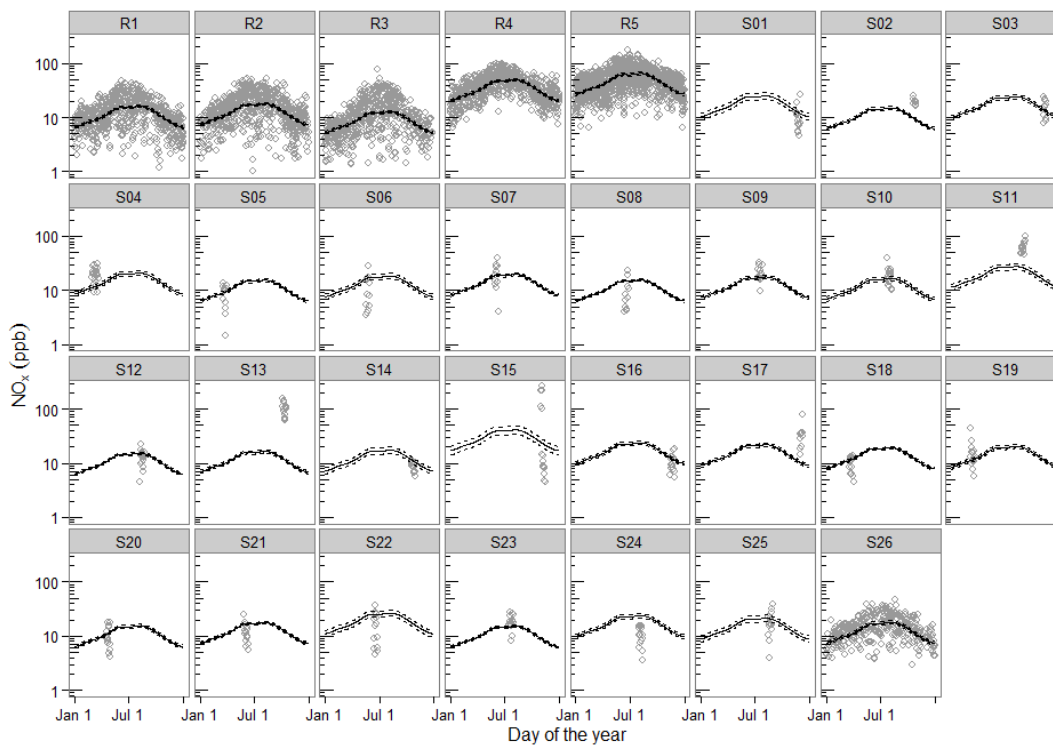 R1 R2 R3 R4 R5 S01 S02 S03
100
10
1
S04 S05 S06 S07 S08 S09 S10 S11
100
10
1
S12 S13 S14 S15 S16 S17 S18 S19
100
10
1
S20 S21 S22 S23 S24 S25 S26
100
10
1
NOₓ (ppb)
Jan 1 Jul 1 Jan 1 Jul 1 Jan 1 Jul 1 Jan 1 Jul 1 Jan 1 Jul 1 Jan 1 Jul 1 Jan 1 Jul 1
Day of the year